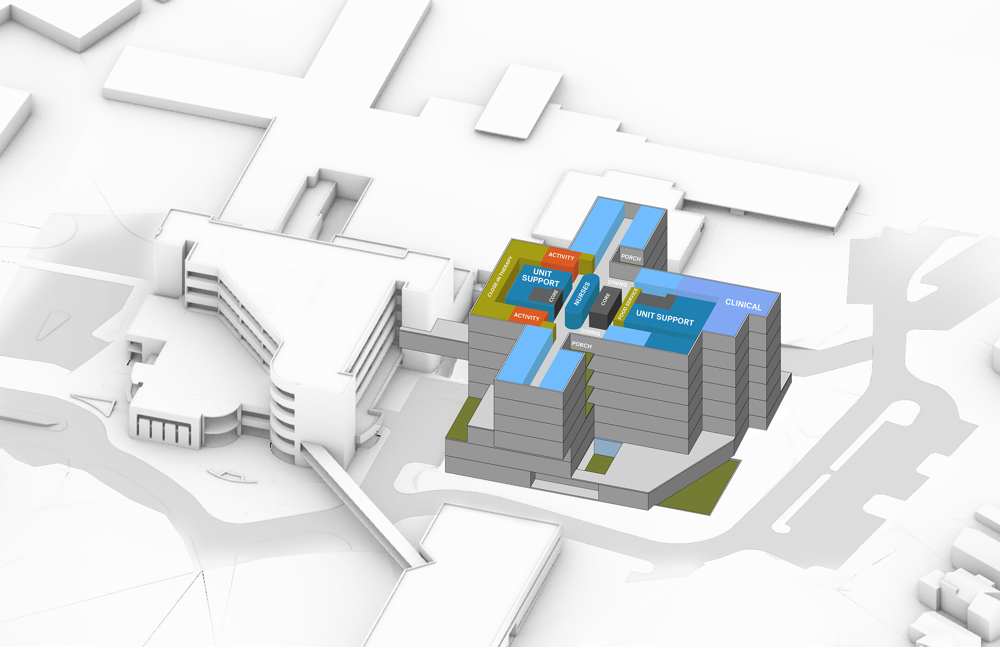 ACTIVITY
PORCH
CLOSE-IN THERAPY
UNIT
SUPPORT
CORE
NURSES
DINING
CORE
FOOD SERVICE
CLINICAL
UNIT SUPPORT
ACTIVITY
DINING
PORCH